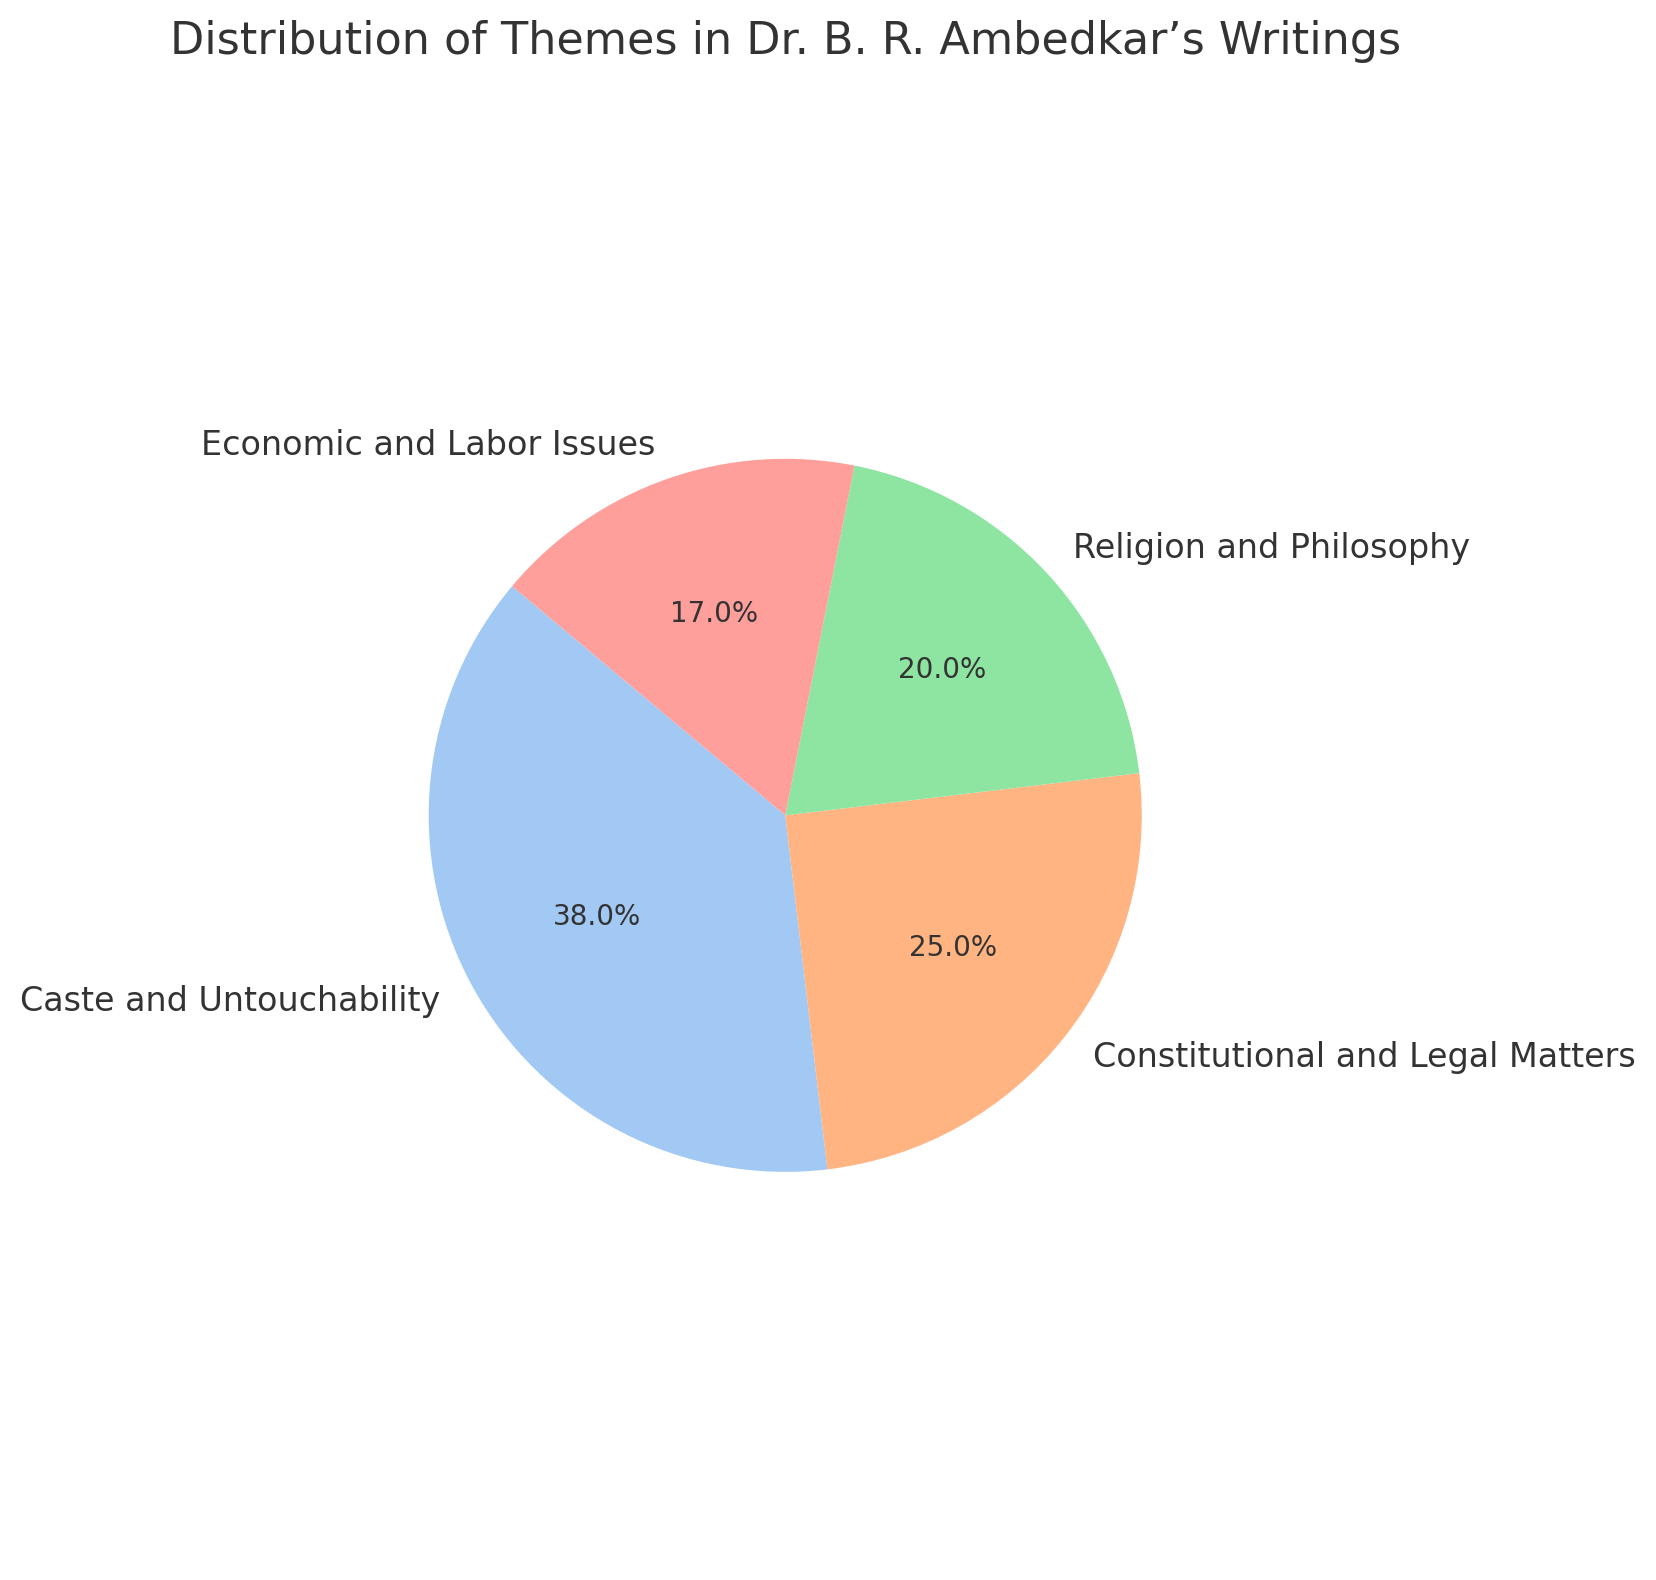 Distribution of Themes in Dr. B. R. Ambedkar’s Writings
Economic and Labor Issues
Religion and Philosophy
17.0%
20.0%
38.0%
25.0%
Caste and Untouchability
Constitutional and Legal Matters